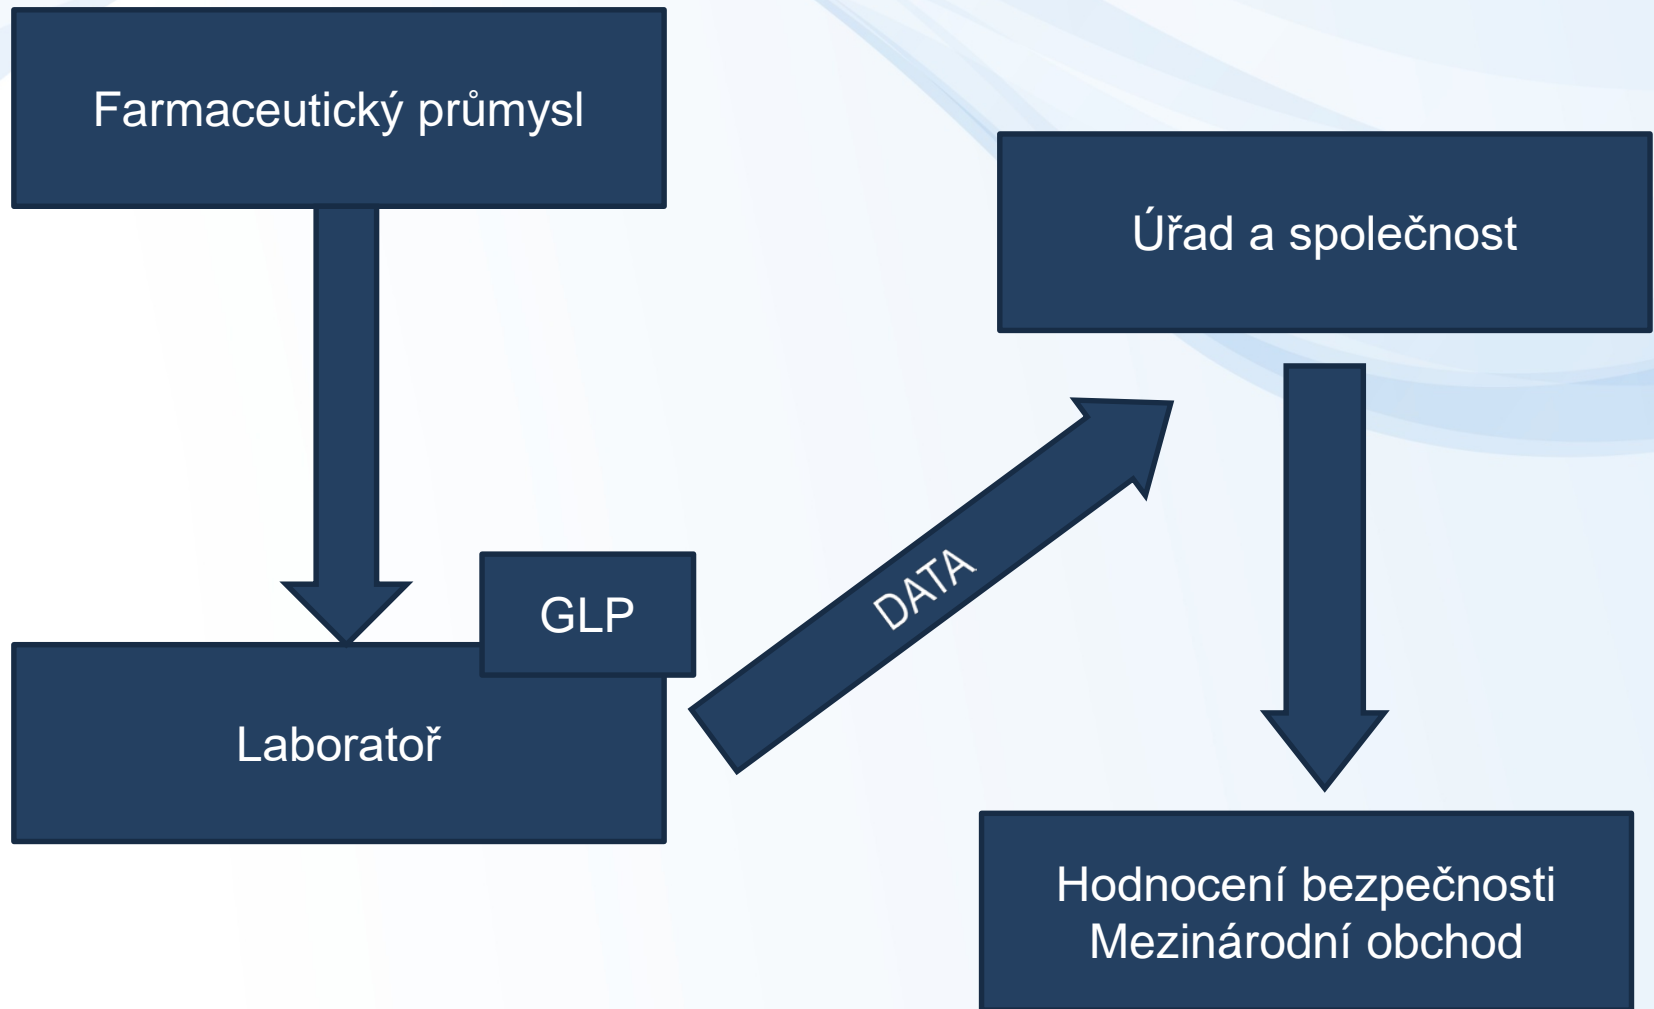 Farmaceutický průmysl
Úřad a společnost
GLP
DATA
Laboratoř
Hodnocení bezpečnosti
Mezinárodní obchod